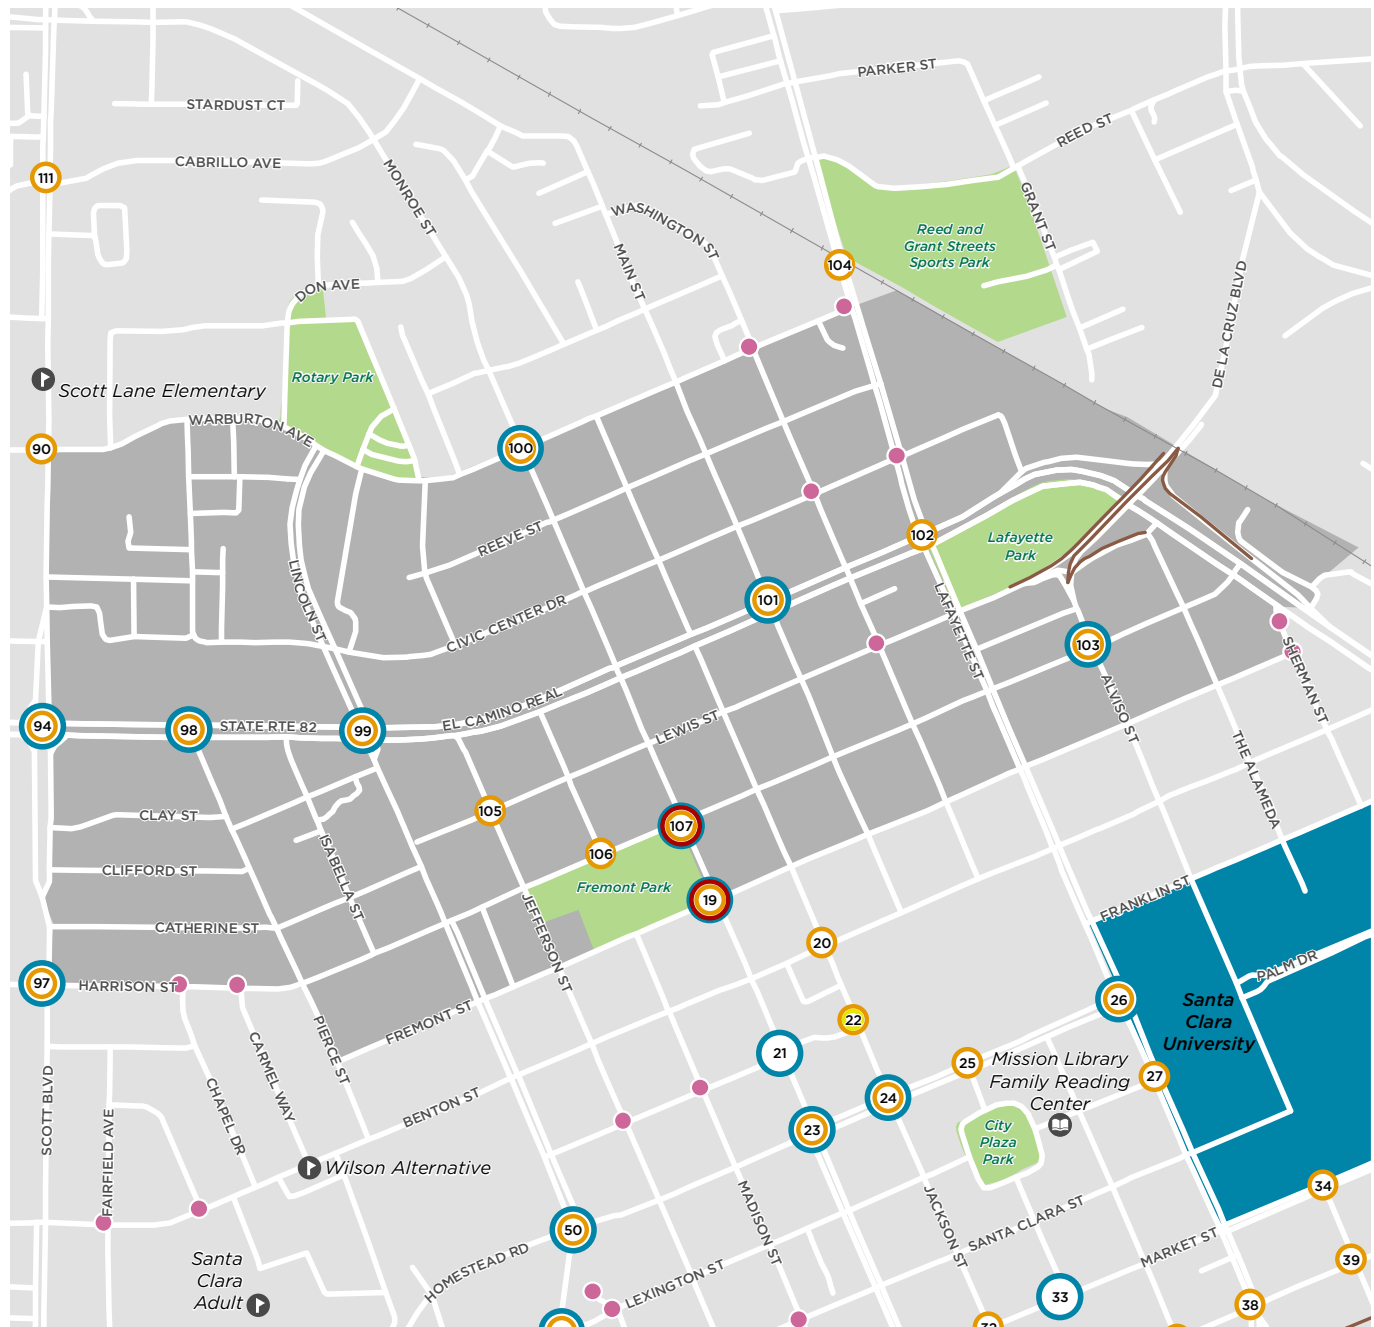 PARKER ST
STARDUST CT
REED ST
CABRILLO AVE
111
MONROE ST
WASHINGTON ST
GRANT ST
Reed and
Grant Streets
Sports Park
MAIN ST
104
DON AVE
DE LA CRUZ BLVD
Rotary Park
Scott Lane Elementary
WARBURTON AVE
90
100
REEVE ST
102
Lafayette
Park
LINCOLN ST
CIVIC CENTER DR
101
LAFAYETTE ST
103
SHERMAN ST
ALVISO ST
94
98
STATE RTE 82
99
EL CAMINO REAL
LEWIS ST
THE ALAMEDA
105
CLAY ST
107
106
ISABELLA ST
CLIFFORD ST
Fremont Park
19
JEFFERSON ST
FRANKLIN ST
CATHERINE ST
20
PALM DR
97
HARRISON ST
26
Santa
Clara
University
FREMONT ST
22
PIERCE ST
CARMEL WAY
21
25
Mission Library
Family Reading
Center
27
SCOTT BLVD
CHAPEL DR
BENTON ST
24
23
City
Plaza
Park
FAIRFIELD AVE
Wilson Alternative
34
MADISON ST
JACKSON ST
SANTA CLARA ST
50
MARKET ST
39
Santa
Clara
Adult
HOMESTEAD RD
LEXINGTON ST
33
38
32